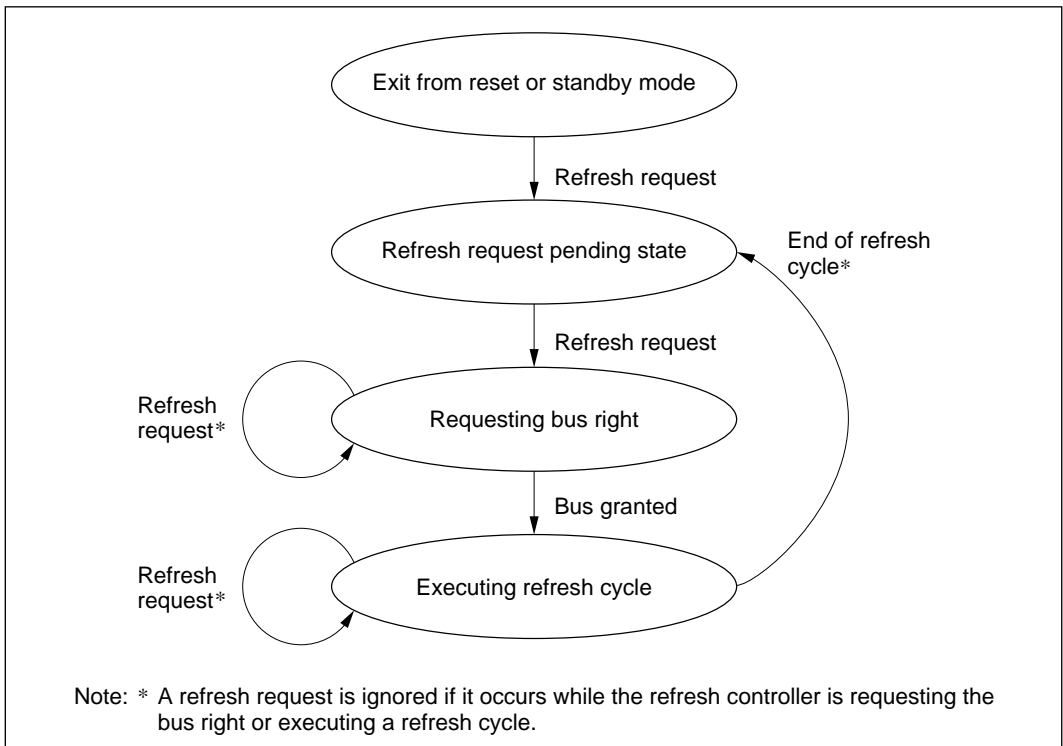 Exit from reset or standby mode
Refresh request
Refresh request pending state
End of refresh
cycle*
Refresh request
Refresh
request*
Requesting bus right
Bus granted
Refresh
request*
Executing refresh cycle
Note: * A refresh request is ignored if it occurs while the refresh controller is requesting the
bus right or executing a refresh cycle.